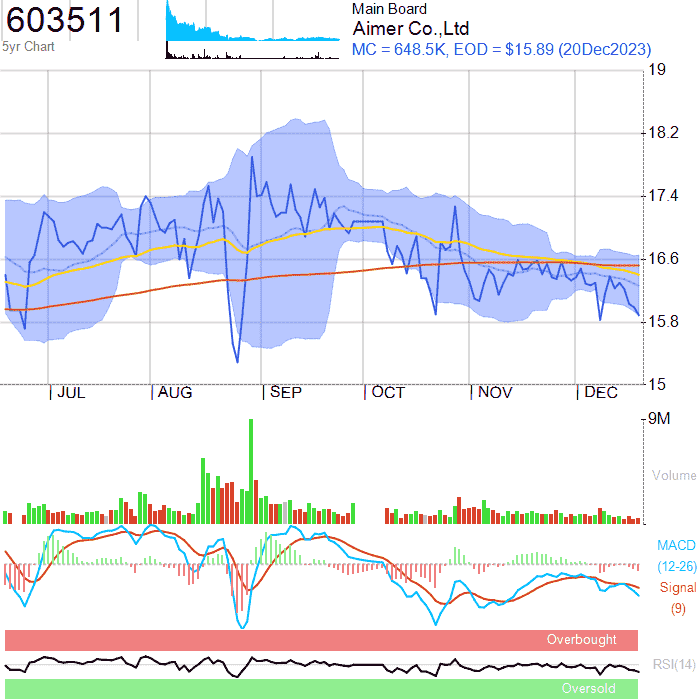 603511
5yr Chart
Main Board
Aimer Co.,Ltd
MC = 648.5K, EOD = $15.89 (20Dec2023)
19
18.2
17.4
16.6
15.8
15
JUL AUG SEP OCT NOV DEC
9M
Volume
MACD
(12-26)
Signal
(9)
Overbought
RSI(14)
Oversold